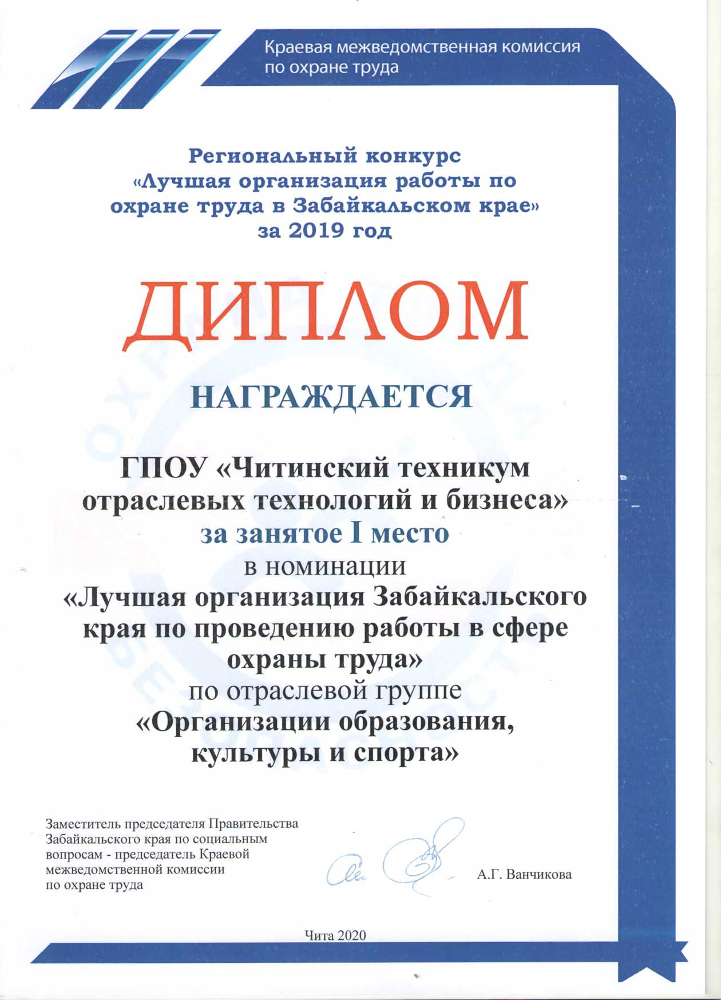 Краевая межведомственная комиссия
по охране труда
Региональный конкурс
«Лучшая организация работы по
охране труда в Забайкальском крае»
за 2019 год
ДИПЛОМ
НАГРАЖДАЕТСЯ
ГПОУ «Читинский техникум
отраслевых технологий и бизнеса»
за занятое I место
в номинации
«Лучшая организация Забайкальского
края по проведению работы в сфере
охраны труда»
по отраслевой группе
«Организации образования,
культуры и спорта»
Заместитель председателя Правительства
Забайкальского края по социальным
вопросам - председатель Краевой
межведомственной комиссии
по охране труда
А.Г. Ванчикова
Чита 2020
ОХРАНА ТРУДА
БЕЗОПАСНОСТЬ